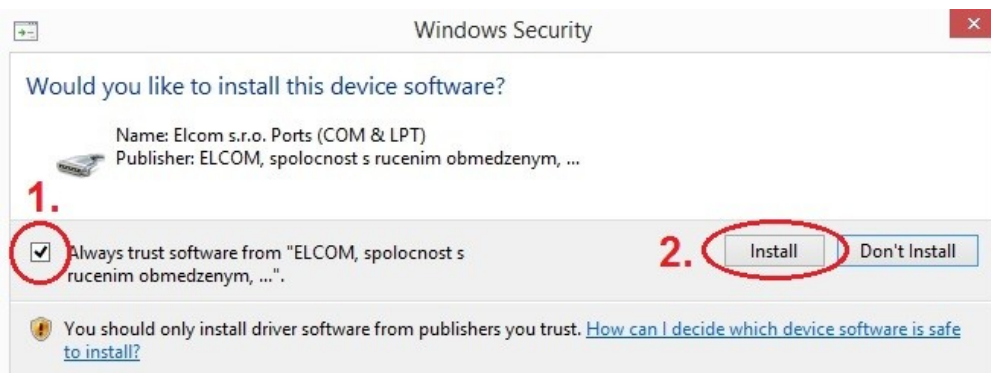 Windows Security
Would you like to install this device software?
Name: Elcom s.r.o. Ports (COM & LPT)
Publisher: ELCOM, spolocnost s rucenim obmedzenym, ...
1.
Always trust software from "ELCOM, spolocnost s
rucenim obmedzenym, ...".
2.
Install
Don't Install
You should only install driver software from publishers you trust. How can I decide which device software is safe
to install?